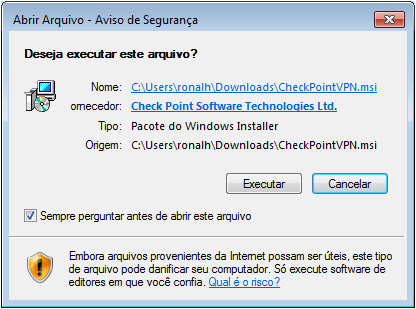 Abrir Arquivo - Aviso de Segurança
Deseja executar este arquivo?
Nome: C:\Users\ronalh\Downloads\CheckPointVPN.msi
ornecedor: Check Point Software Technologies Ltd.
Tipo: Pacote do Windows Installer
Origem: C:\Users\ronalh\Downloads\CheckPointVPN.msi
Executar Cancelar
Sempre perguntar antes de abrir este arquivo
Embora arquivos provenientes da Internet possam ser úteis, este tipo
de arquivo pode danificar seu computador. Só execute software de
editores em que você confia. Qual é o risco?